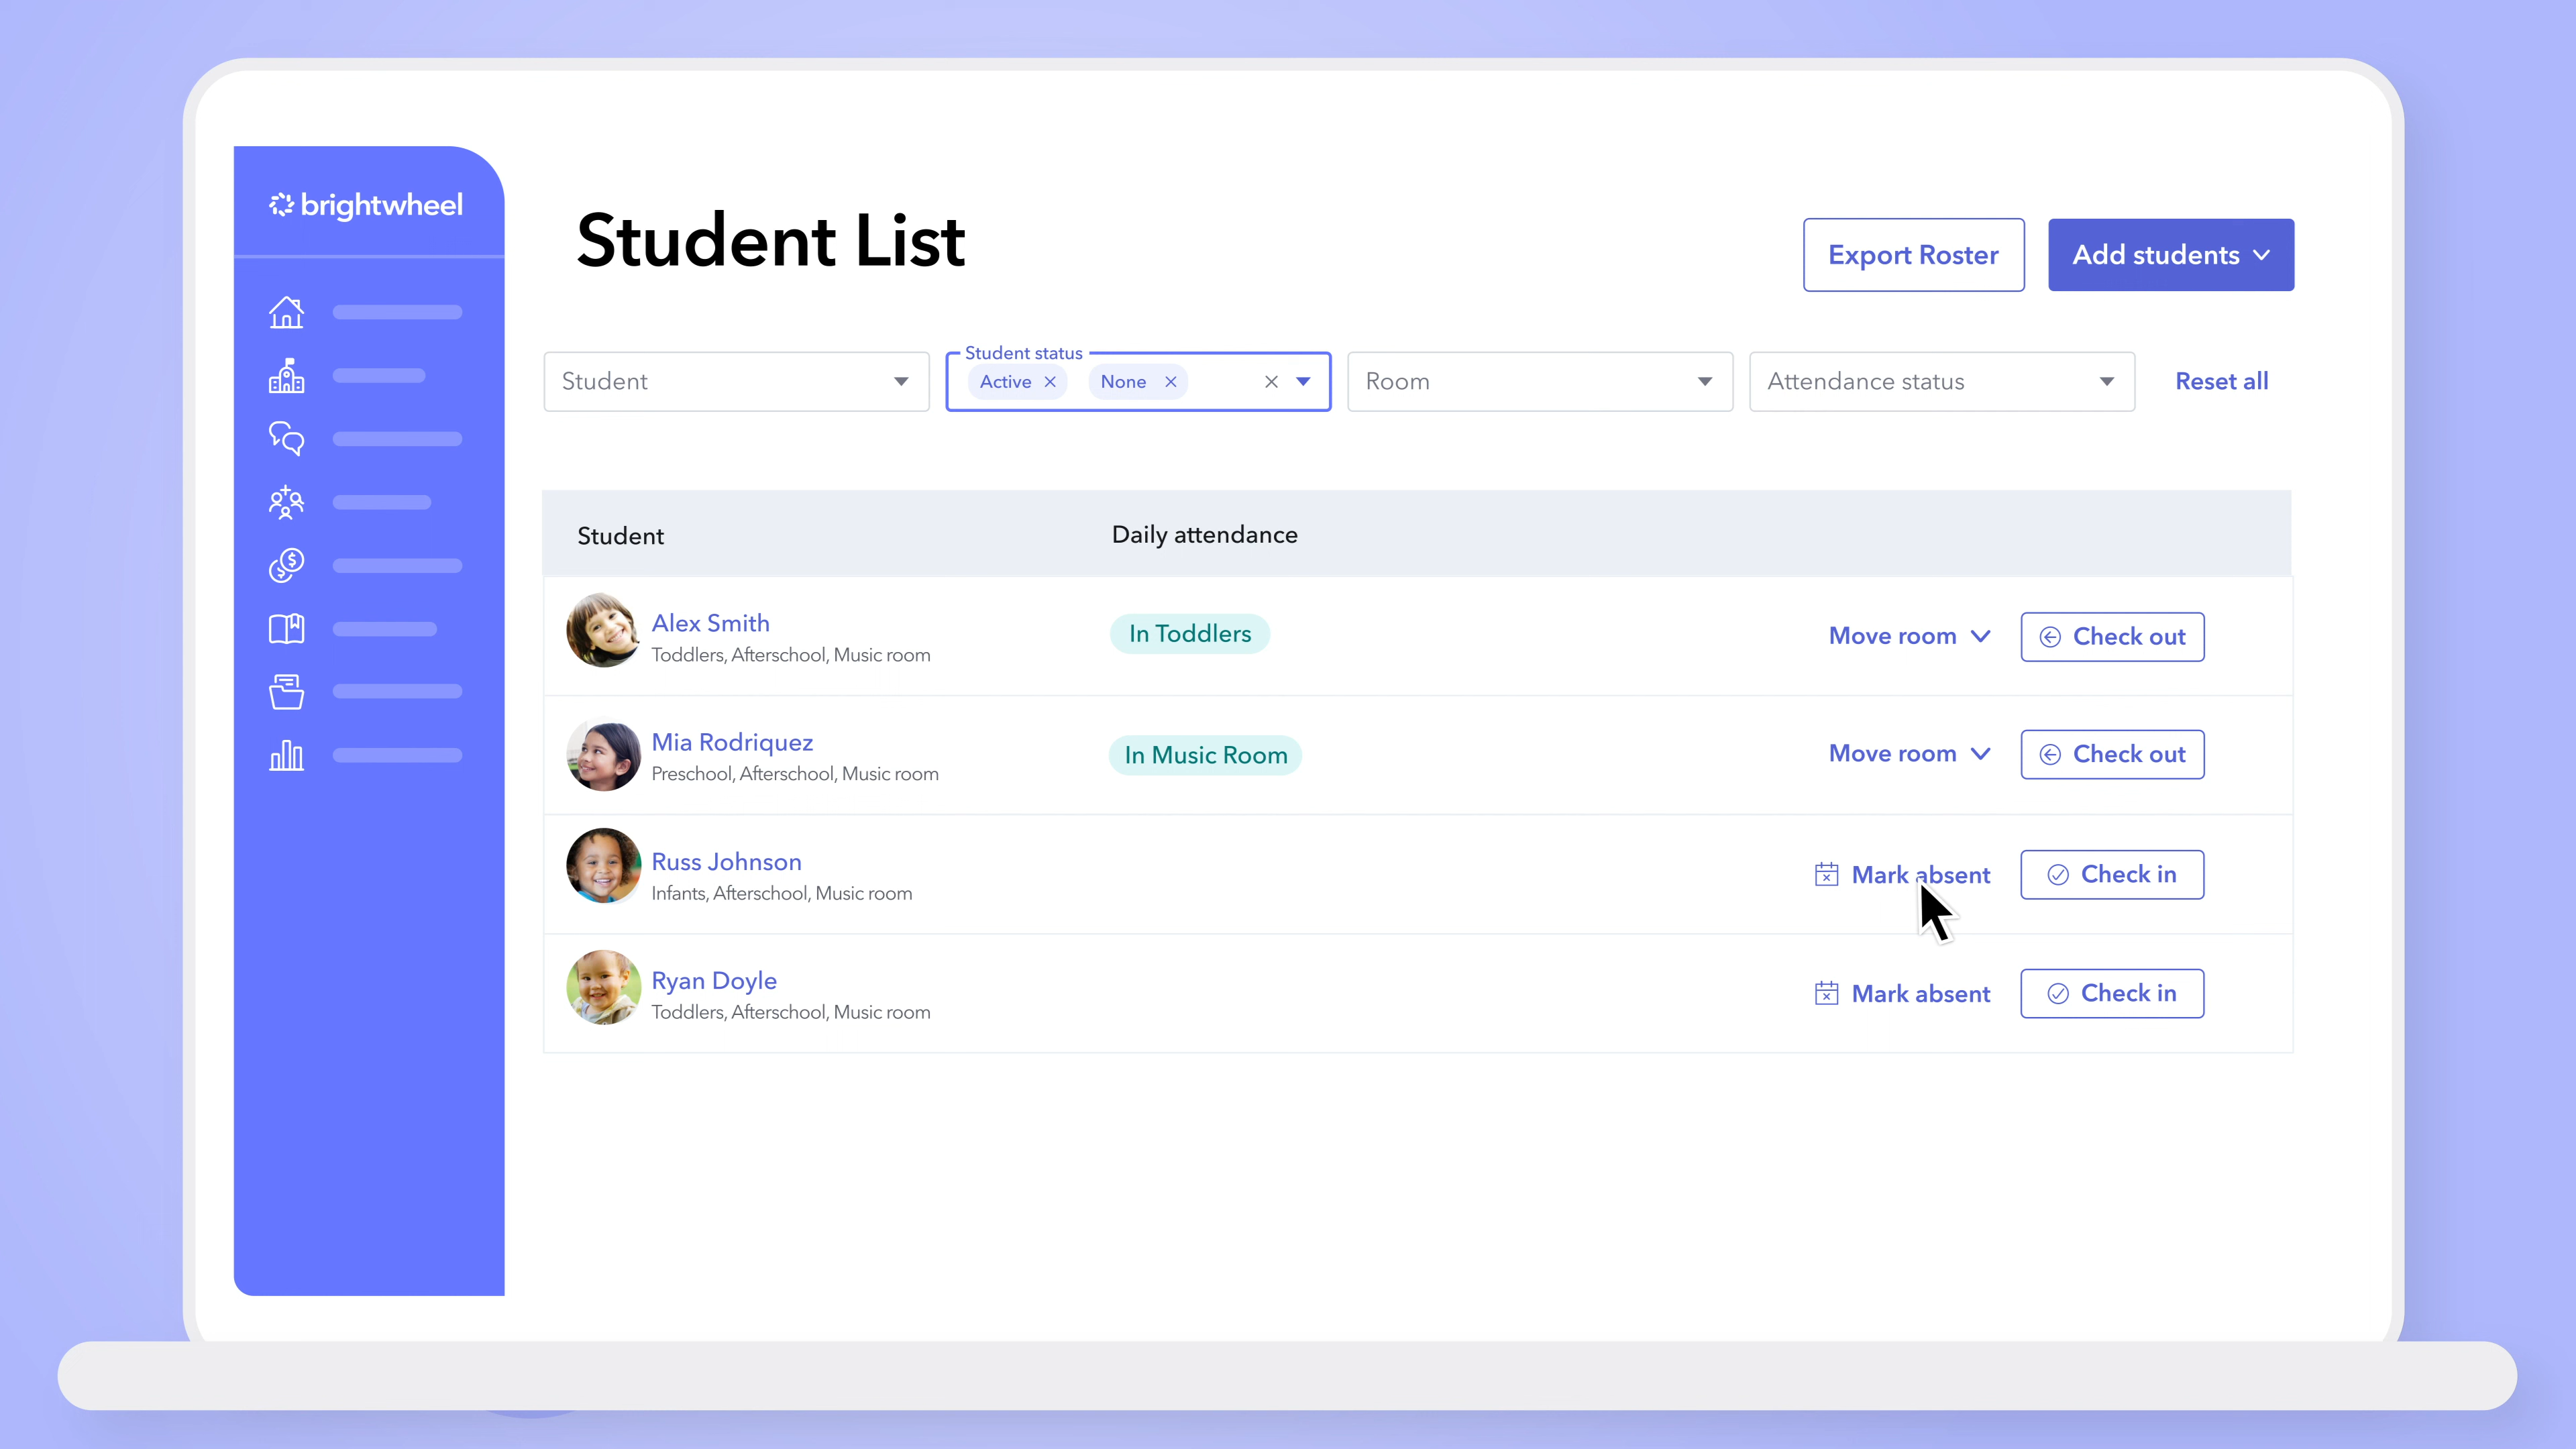 brightwheel
Student List
Export Roster
Add students
Student
Student status
Active
None
Room
Attendance status
Reset all
Student
Daily attendance
Alex Smith
Toddlers, Afterschool, Music room
In Toddlers
Move room
Check out
Mia Rodriquez
Preschool, Afterschool, Music room
In Music Room
Move room
Check out
Russ Johnson
Infants, Afterschool, Music room
Mark absent
Check in
Ryan Doyle
Toddlers, Afterschool, Music room
Mark absent
Check in